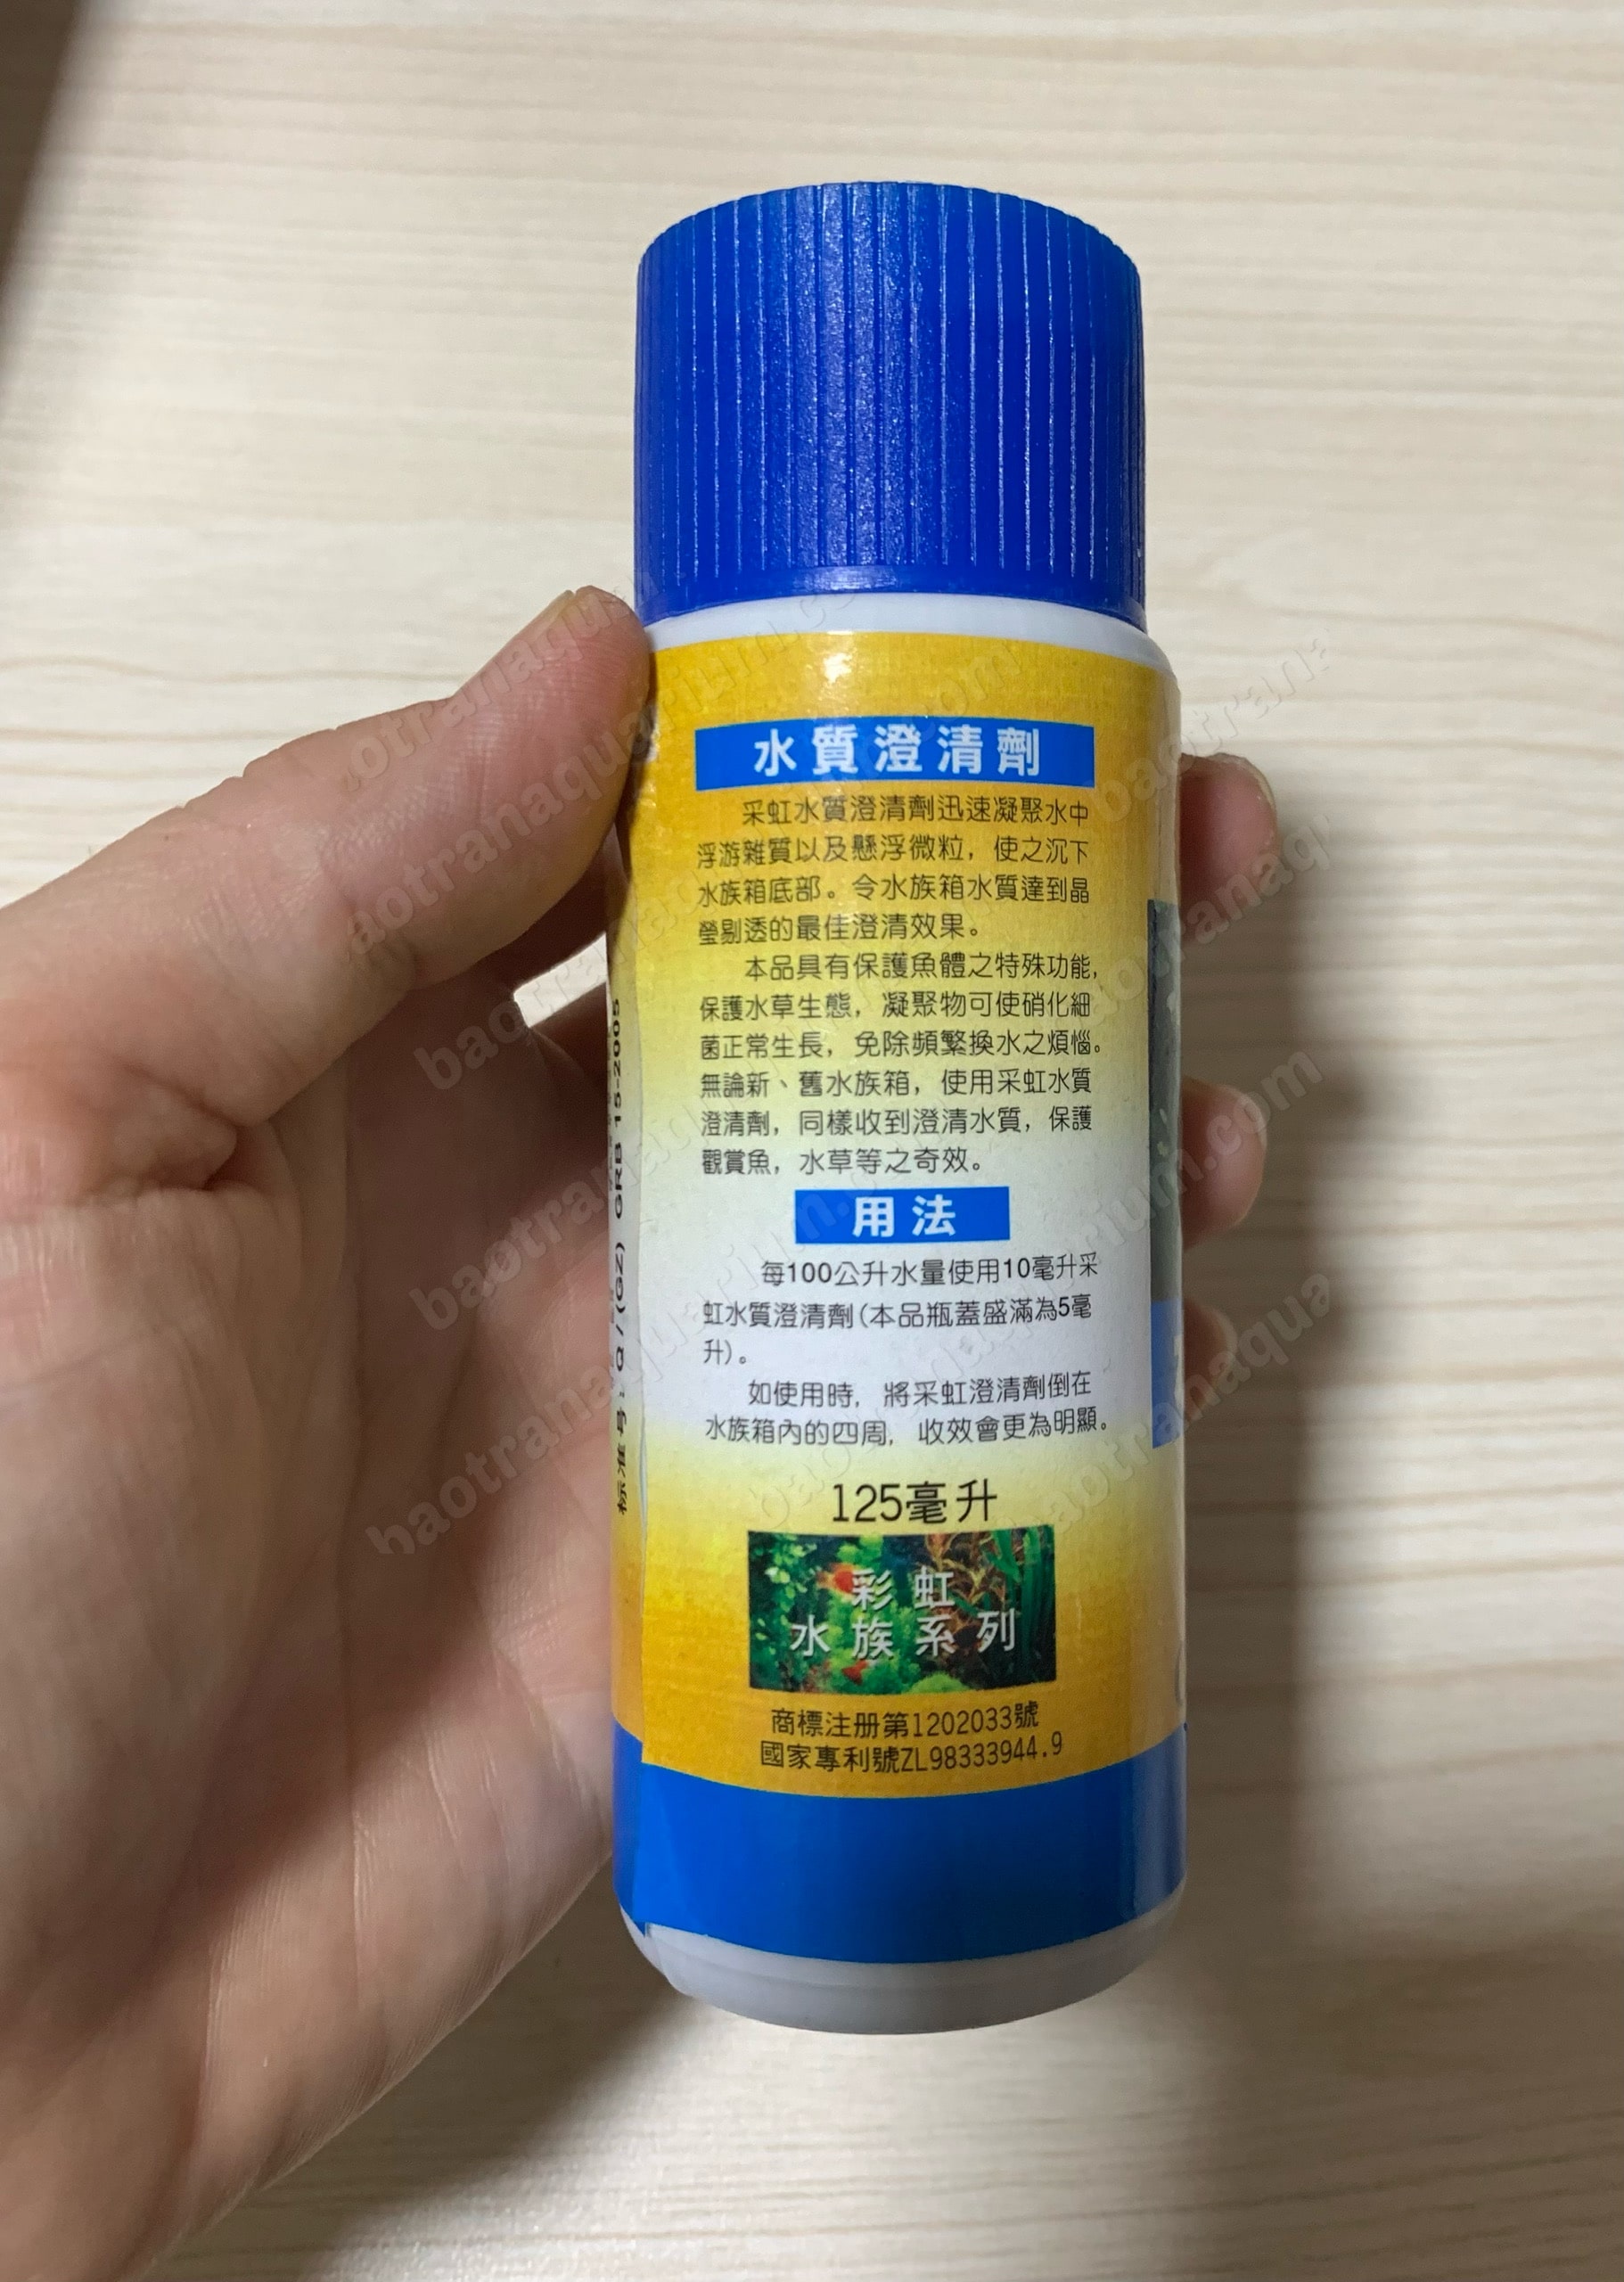 水質澄清劑
采虹水質澄清劑迅速凝聚水中
浮游雜質以及懸浮微粒，使之沉下
水族箱底部。令水族箱水質達到晶
瑩剔透的最佳澄清效果。
本品具有保護魚體之特殊功能，
保護水草生態，凝聚物可使硝化細
菌正常生長，免除頻繁換水之煩惱。
無論新、舊水族箱，使用采虹水質
澄清劑，同樣收到澄清水質，保護
觀賞魚，水草等之奇效。
用法
每100公升水量使用10毫升采
虹水質澄清劑(本品瓶蓋盛滿為5毫
升)。
如使用時，將采虹澄清劑倒在
水族箱內的四周，收效會更為明顯。
125毫升
彩虹
水族系列
商標注册第1202033號
國家專利號ZL98333944.9
标准号: Q/(GZ) GRB 15-2005
baotranaquarium.com